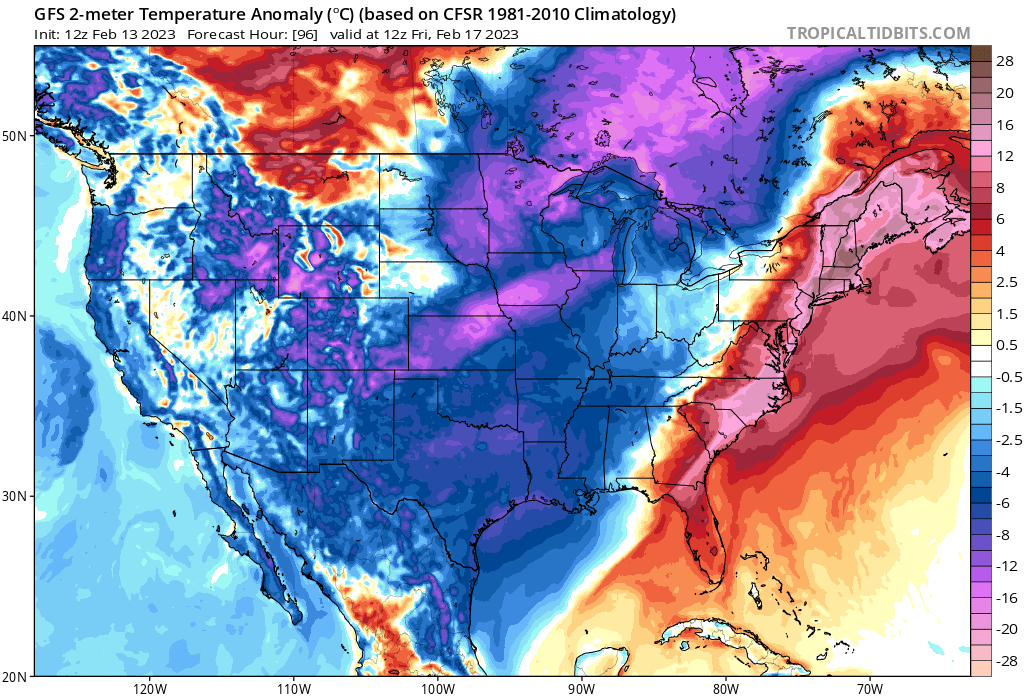 GFS 2-meter Temperature Anomaly (°C) (based on CFSR 1981-2010 Climatology)
Init: 12z Feb 13 2023 Forecast Hour: [96] valid at 12z Fri, Feb 17 2023
TROPICALTIDBITS.COM
50N
40N
30N
20N
120W
110W
100W
90W
80W
70W
28
20
16
12
8
6
4
2.5
1.5
0.5
-0.5
-1.5
-2.5
-4
-6
-8
-12
-16
-20
-28